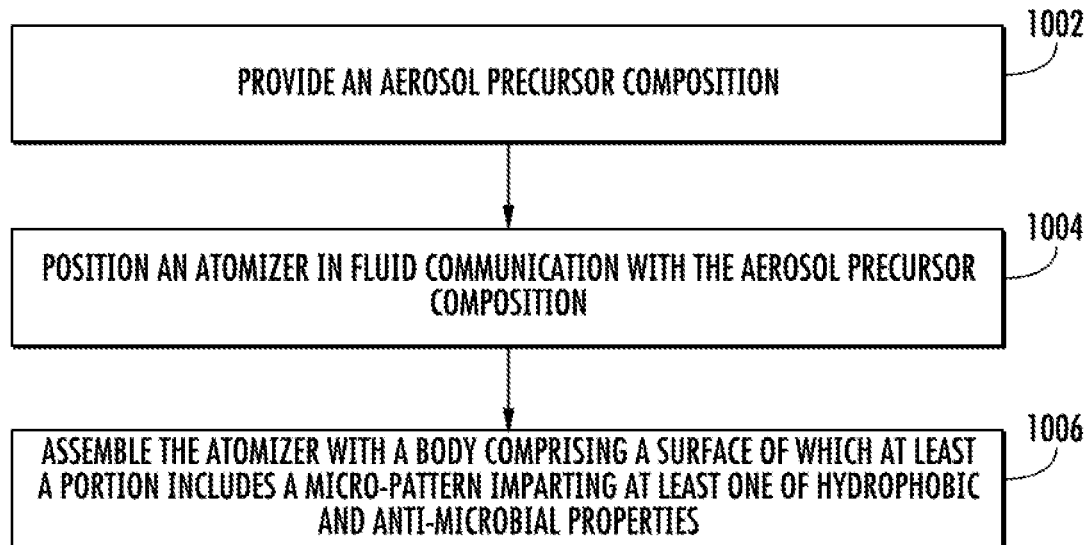 1002
PROVIDE AN AEROSOL PRECURSOR COMPOSITION
1004
POSITION AN ATOMIZER IN FLUID COMMUNICATION WITH THE AEROSOL PRECURSOR
COMPOSITION
1006
ASSEMBLE THE ATOMIZER WITH A BODY COMPRISING A SURFACE OF WHICH AT LEAST
A PORTION INCLUDES A MICRO-PATTERN IMPARTING AT LEAST ONE OF HYDROPHOBIC
AND ANTI-MICROBIAL PROPERTIES